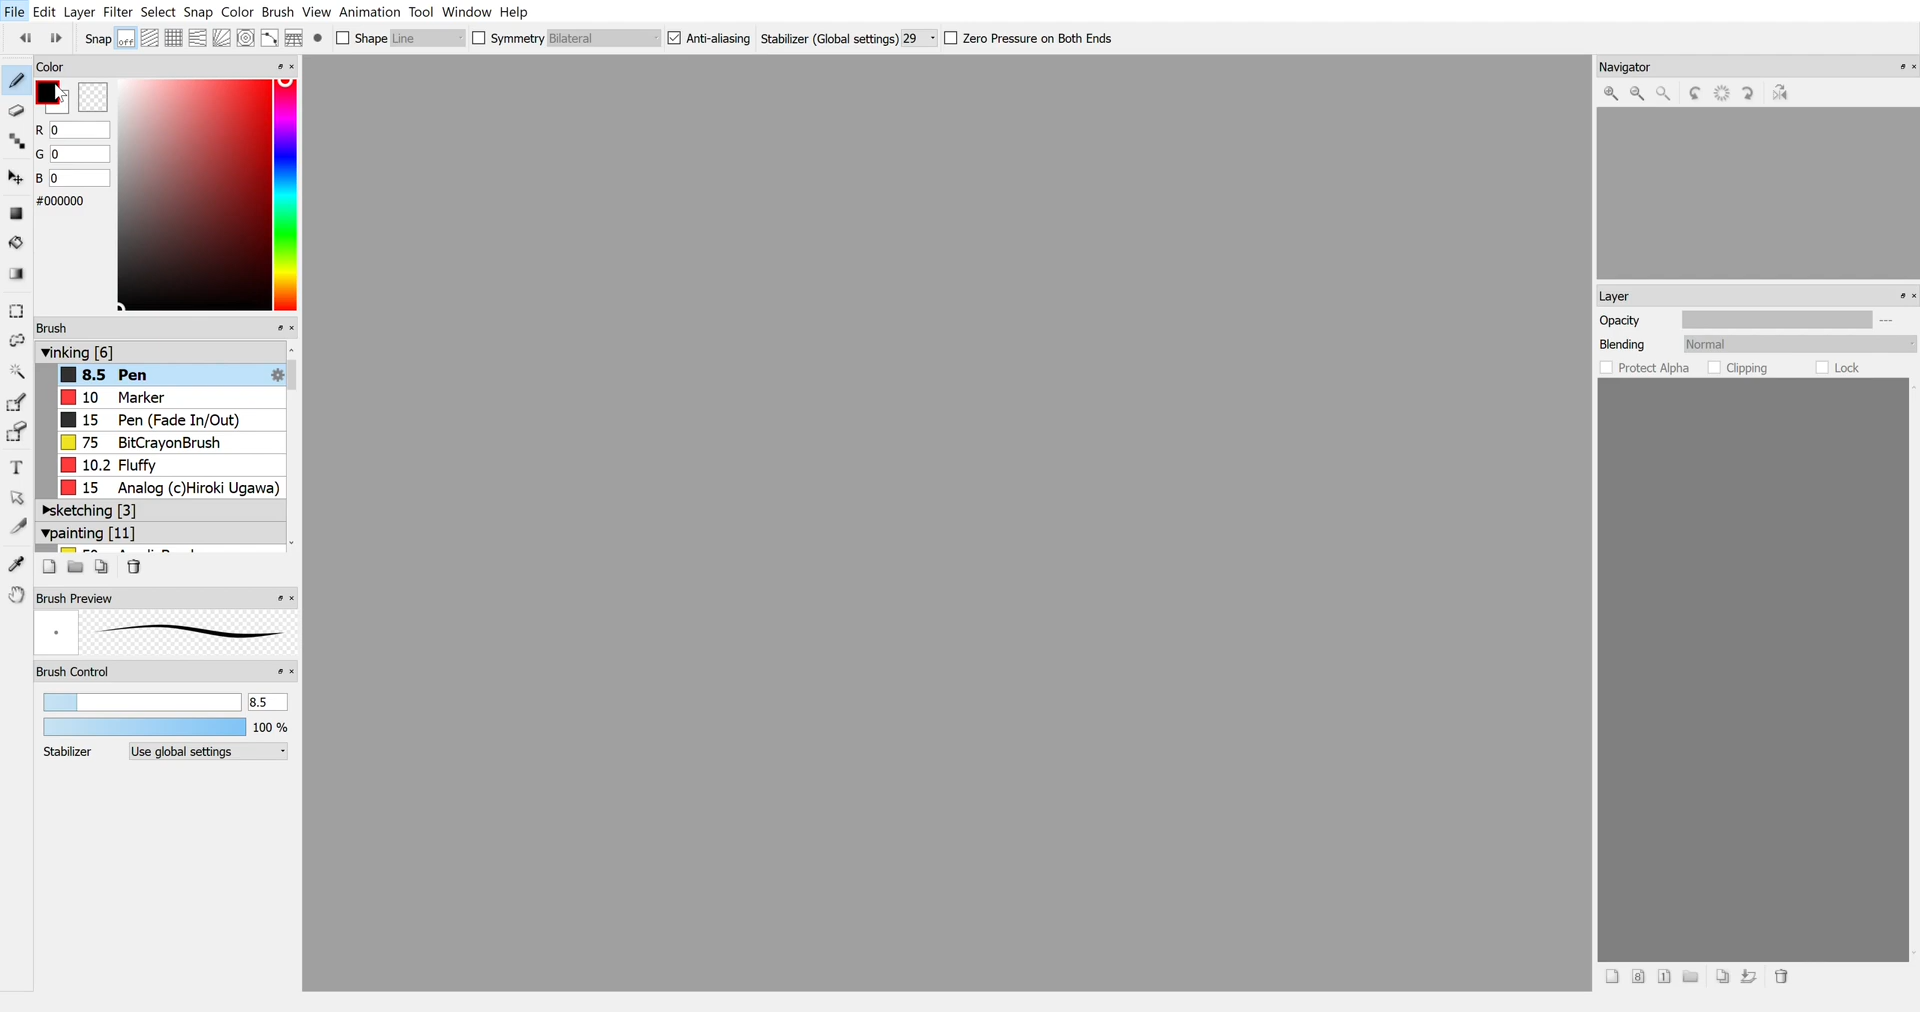 File Edit Layer Filter Select Snap Color Brush View Animation Tool Window Help
Snap off Shape Line Symmetry Bilateral Anti-aliasing Stabilizer (Global settings) 29 Zero Pressure on Both Ends
Color
R 0
G 0
B 0
#000000
Brush
inking [6]
8.5 Pen
10 Marker
15 Pen (Fade In/Out)
75 BitCrayonBrush
10.2 Fluffy
15 Analog (c)Hiroki Ugawa)
sketching [3]
painting [11]
Brush Preview
Brush Control
8.5
100 %
Stabilizer Use global settings
Navigator
Layer
Opacity ---
Blending Normal
Protect Alpha Clipping Lock
8 1